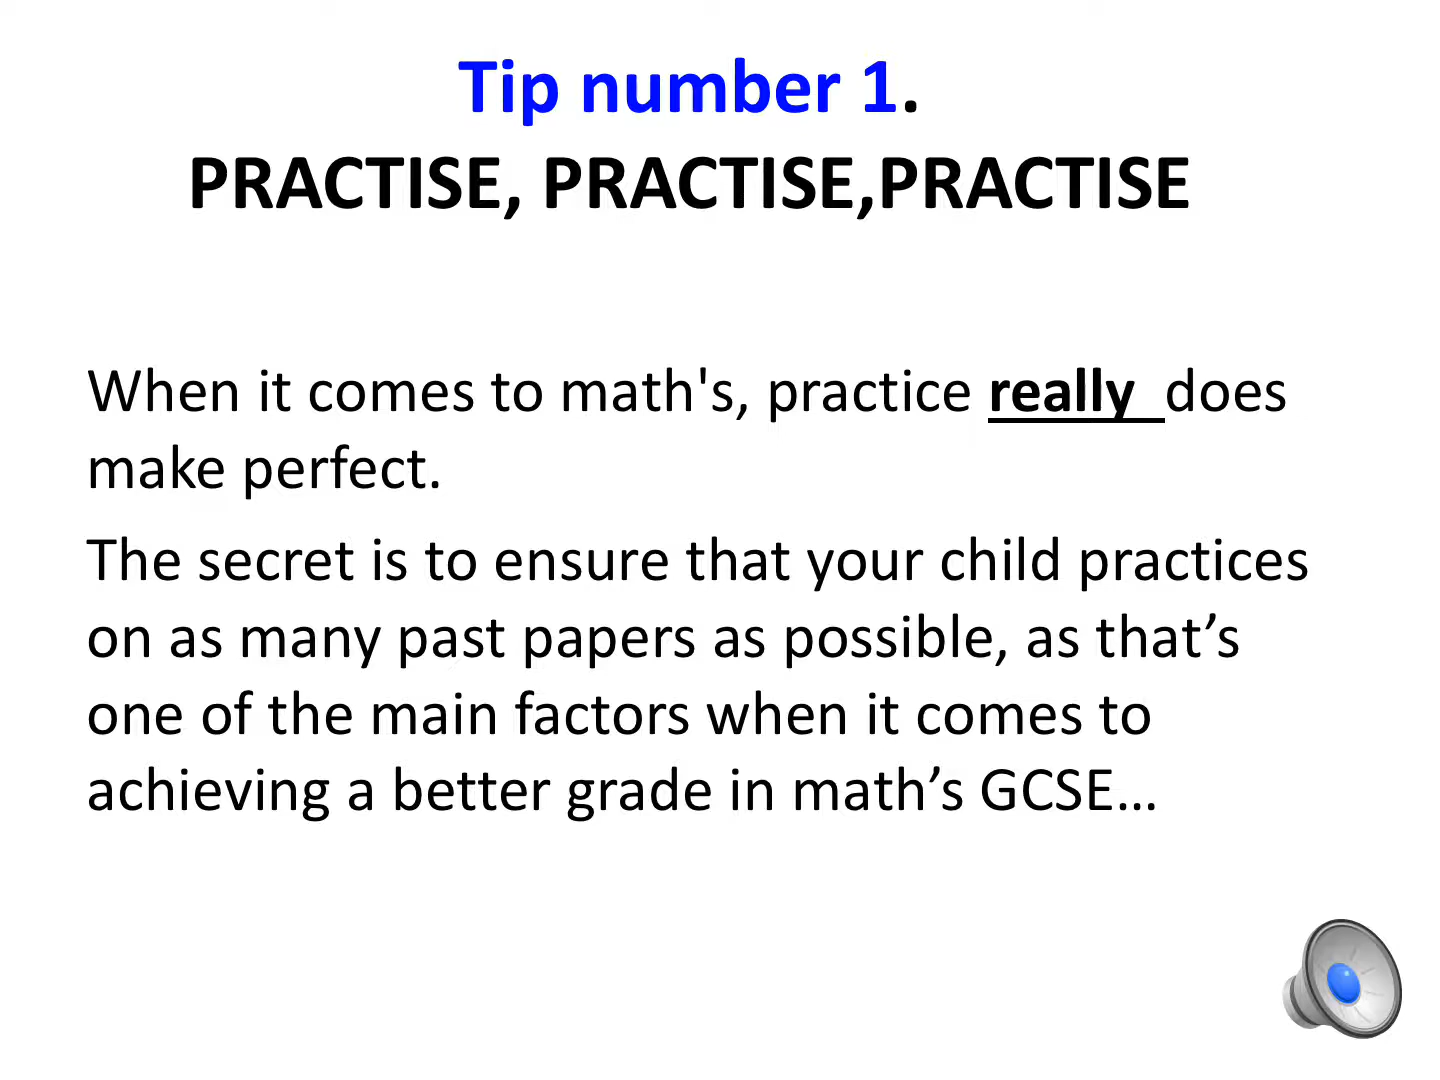 Tip number 1.
PRACTISE, PRACTISE,PRACTISE
When it comes to math's, practice really does
make perfect.
The secret is to ensure that your child practices
on as many past papers as possible, as that’s
one of the main factors when it comes to
achieving a better grade in math’s GCSE…